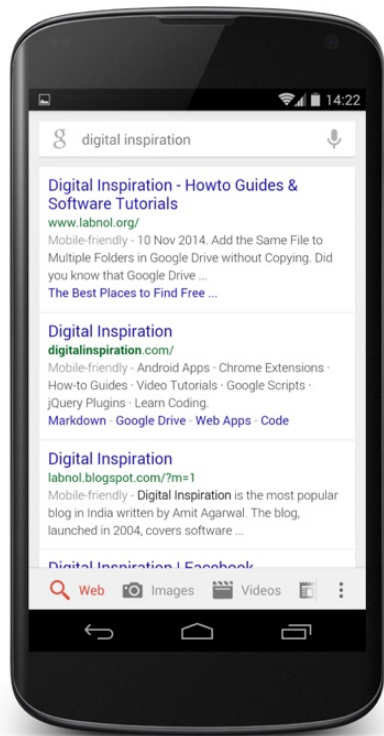 14:22
g digital inspiration
Digital Inspiration - Howto Guides &
Software Tutorials
www.labnol.org/
Mobile-friendly - 10 Nov 2014. Add the Same File to
Multiple Folders in Google Drive without Copying. Did
you know that Google Drive ...
The Best Places to Find Free ...
Digital Inspiration
digitalinspiration.com/
Mobile-friendly - Android Apps · Chrome Extensions ·
How-to Guides · Video Tutorials · Google Scripts ·
jQuery Plugins · Learn Coding.
Markdown - Google Drive - Web Apps - Code
Digital Inspiration
labnol.blogspot.com/?m=1
Mobile-friendly - Digital Inspiration is the most popular
blog in India written by Amit Agarwal. The blog,
launched in 2004, covers software ...
Digital Inspiration | Facebook
Web Images Videos